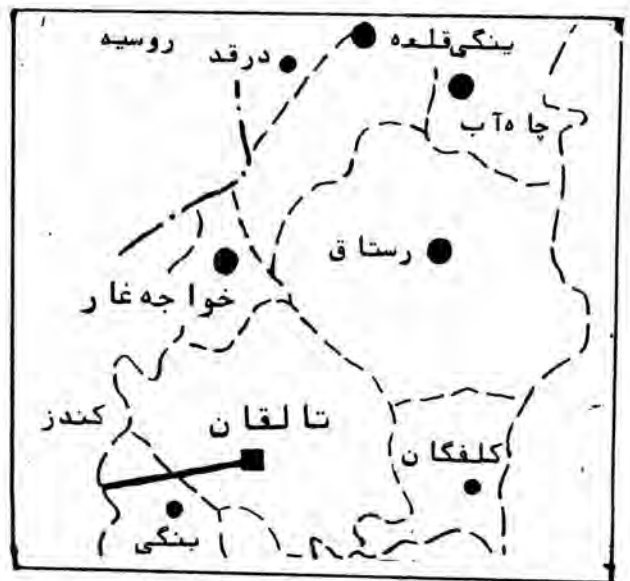 ینگی قلعه
درقد
روسیه
چاه آب
رستاق
خواجه غار
تالقان
کندز
کلفگان
بنگی